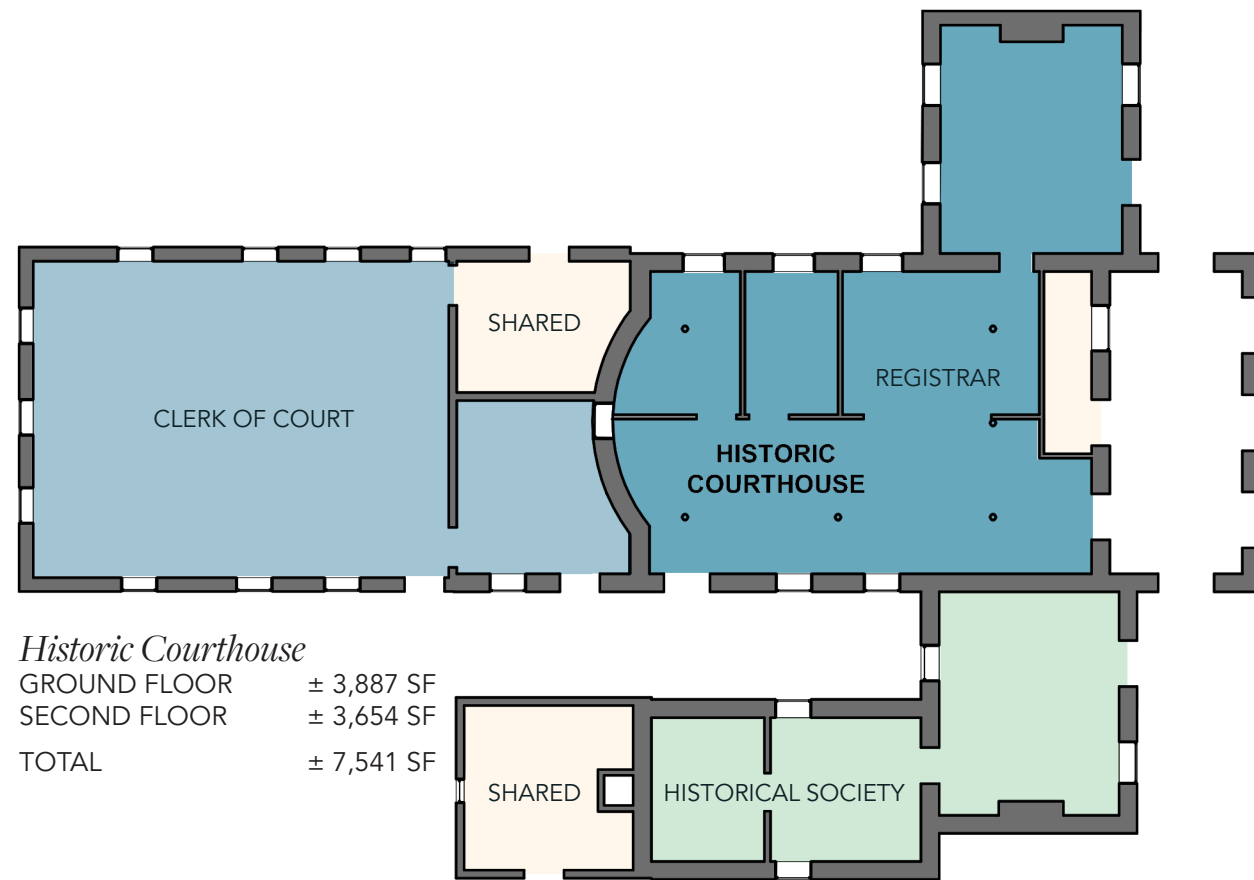 SHARED
REGISTRAR
CLERK OF COURT
HISTORIC
COURTHOUSE
Historic Courthouse
GROUND FLOOR ± 3,887 SF
SECOND FLOOR ± 3,654 SF
TOTAL ± 7,541 SF
SHARED
HISTORICAL SOCIETY